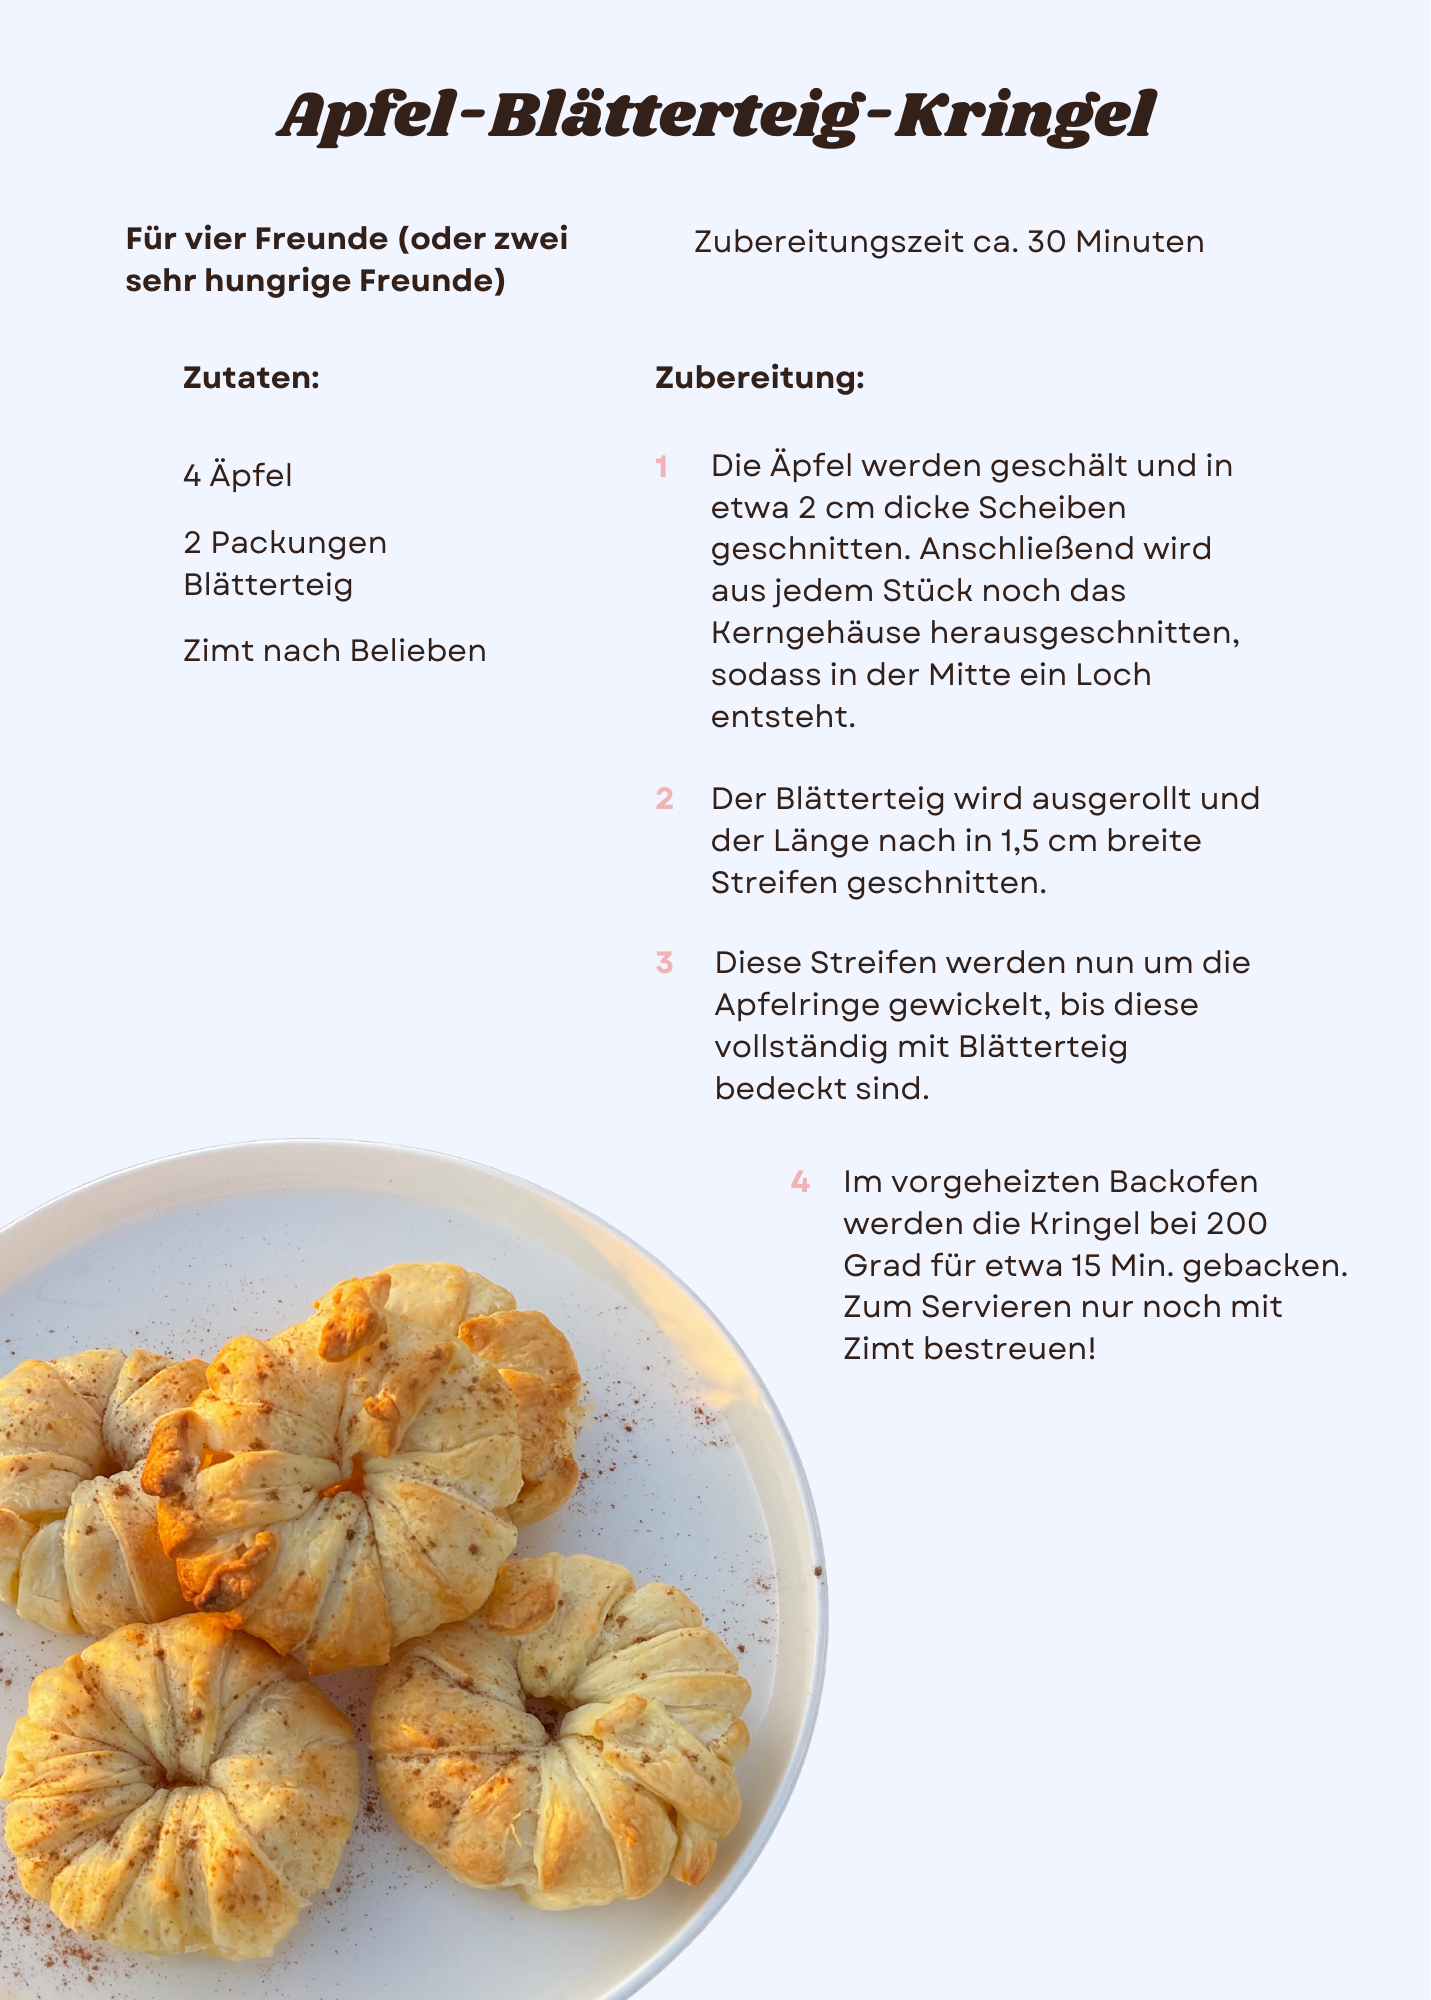 Apfel-Blätterteig-Kringel
Für vier Freunde (oder zwei
sehr hungrige Freunde)
Zubereitungszeit ca. 30 Minuten
Zutaten:
4 Äpfel
2 Packungen
Blätterteig
Zimt nach Belieben
Zubereitung:
1 Die Äpfel werden geschält und in
etwa 2 cm dicke Scheiben
geschnitten. Anschließend wird
aus jedem Stück noch das
Kerngehäuse herausgeschnitten,
sodass in der Mitte ein Loch
entsteht.
2 Der Blätterteig wird ausgerollt und
der Länge nach in 1,5 cm breite
Streifen geschnitten.
3 Diese Streifen werden nun um die
Apfelringe gewickelt, bis diese
vollständig mit Blätterteig
bedeckt sind.
4 Im vorgeheizten Backofen
werden die Kringel bei 200
Grad für etwa 15 Min. gebacken.
Zum Servieren nur noch mit
Zimt bestreuen!